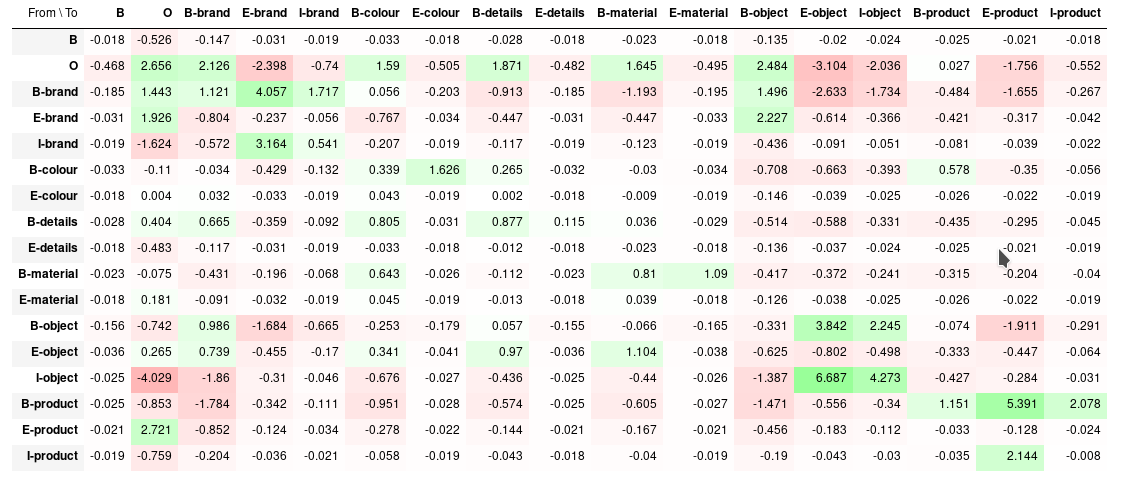 From \ To B O B-brand E-brand I-brand B-colour E-colour B-details E-details B-material E-material B-object E-object I-object B-product E-product I-product
B -0.018 -0.526 -0.147 -0.031 -0.019 -0.033 -0.018 -0.028 -0.018 -0.023 -0.018 -0.135 -0.02 -0.024 -0.025 -0.021 -0.018
O -0.468 2.656 2.126 -2.398 -0.74 1.59 -0.505 1.871 -0.482 1.645 -0.495 2.484 -3.104 -2.036 0.027 -1.756 -0.552
B-brand -0.185 1.443 1.121 4.057 1.717 0.056 -0.203 -0.913 -0.185 -1.193 -0.195 1.496 -2.633 -1.734 -0.484 -1.655 -0.267
E-brand -0.031 1.926 -0.804 -0.237 -0.056 -0.767 -0.034 -0.447 -0.031 -0.447 -0.033 2.227 -0.614 -0.366 -0.421 -0.317 -0.042
I-brand -0.019 -1.624 -0.572 3.164 0.541 -0.207 -0.019 -0.117 -0.019 -0.123 -0.019 -0.436 -0.091 -0.051 -0.081 -0.039 -0.022
B-colour -0.033 -0.11 -0.034 -0.429 -0.132 0.339 1.626 0.265 -0.032 -0.03 -0.034 -0.708 -0.663 -0.393 0.578 -0.35 -0.056
E-colour -0.018 0.004 0.032 -0.033 -0.019 0.043 -0.019 0.002 -0.018 -0.009 -0.019 -0.146 -0.039 -0.025 -0.026 -0.022 -0.019
B-details -0.028 0.404 0.665 -0.359 -0.092 0.805 -0.031 0.877 0.115 0.036 -0.029 -0.514 -0.588 -0.331 -0.435 -0.295 -0.045
E-details -0.018 -0.483 -0.117 -0.031 -0.019 -0.033 -0.018 -0.012 -0.018 -0.023 -0.018 -0.136 -0.037 -0.024 -0.025 -0.021 -0.019
B-material -0.023 -0.075 -0.431 -0.196 -0.068 0.643 -0.026 -0.112 -0.023 0.81 1.09 -0.417 -0.372 -0.241 -0.315 -0.204 -0.04
E-material -0.018 0.181 -0.091 -0.032 -0.019 0.045 -0.019 -0.013 -0.018 0.039 -0.018 -0.126 -0.038 -0.025 -0.026 -0.022 -0.019
B-object -0.156 -0.742 0.986 -1.684 -0.665 -0.253 -0.179 0.057 -0.155 -0.066 -0.165 -0.331 3.842 2.245 -0.074 -1.911 -0.291
E-object -0.036 0.265 0.739 -0.455 -0.17 0.341 -0.041 0.97 -0.036 1.104 -0.038 -0.625 -0.802 -0.498 -0.333 -0.447 -0.064
I-object -0.025 -4.029 -1.86 -0.31 -0.046 -0.676 -0.027 -0.436 -0.025 -0.44 -0.026 -1.387 6.687 4.273 -0.427 -0.284 -0.031
B-product -0.025 -0.853 -1.784 -0.342 -0.111 -0.951 -0.028 -0.574 -0.025 -0.605 -0.027 -1.471 -0.556 -0.34 1.151 5.391 2.078
E-product -0.021 2.721 -0.852 -0.124 -0.034 -0.278 -0.022 -0.144 -0.021 -0.167 -0.021 -0.456 -0.183 -0.112 -0.033 -0.128 -0.024
I-product -0.019 -0.759 -0.204 -0.036 -0.021 -0.058 -0.019 -0.043 -0.018 -0.04 -0.019 -0.19 -0.043 -0.03 -0.035 2.144 -0.008